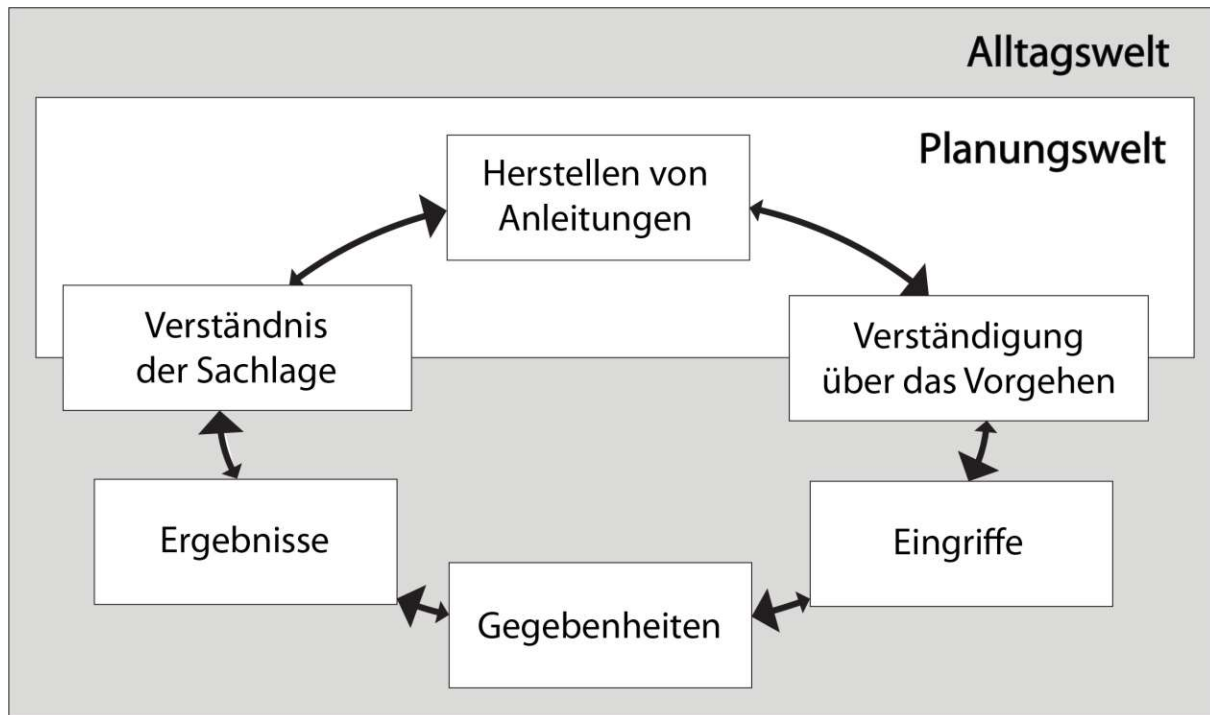 Alltagswelt
Planungswelt
Herstellen von
Anleitungen
Verständnis
der Sachlage
Verständigung
über das Vorgehen
Ergebnisse
Eingriffe
Gegebenheiten